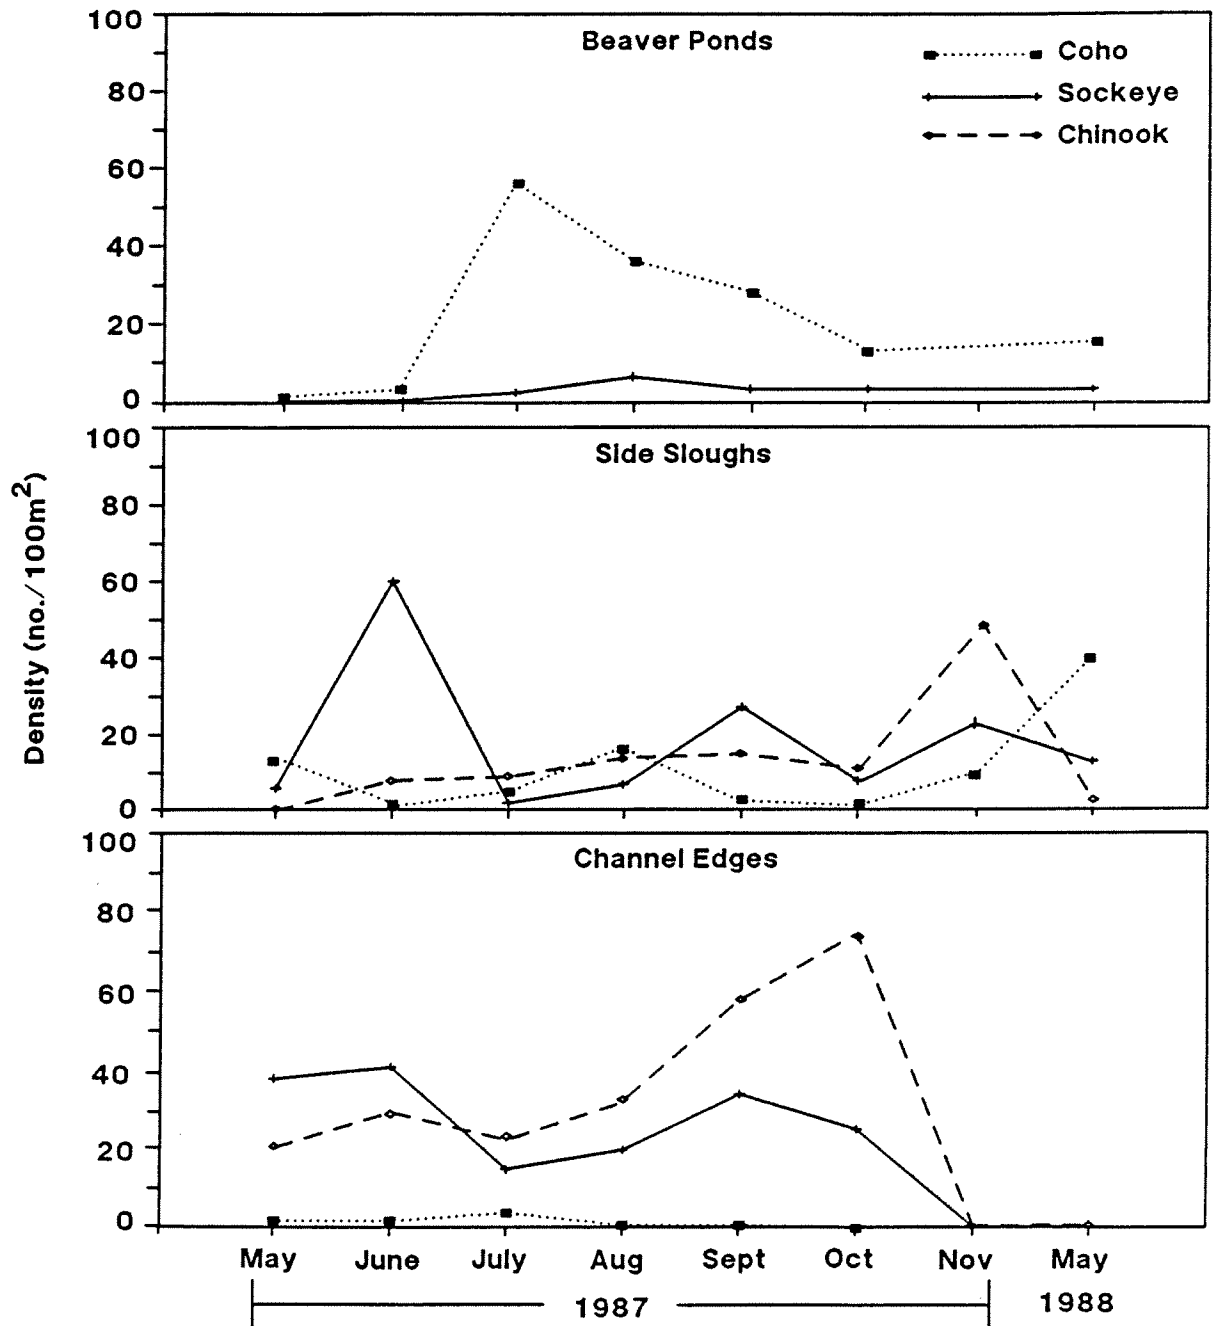 Density (no./100m2)
Beaver Ponds
Coho
Sockeye
Chinook
100
80
60
40
20
0
Side Sloughs
100
80
60
40
20
0
Channel Edges
100
80
60
40
20
0
May June July Aug Sept Oct Nov May
1987 1988